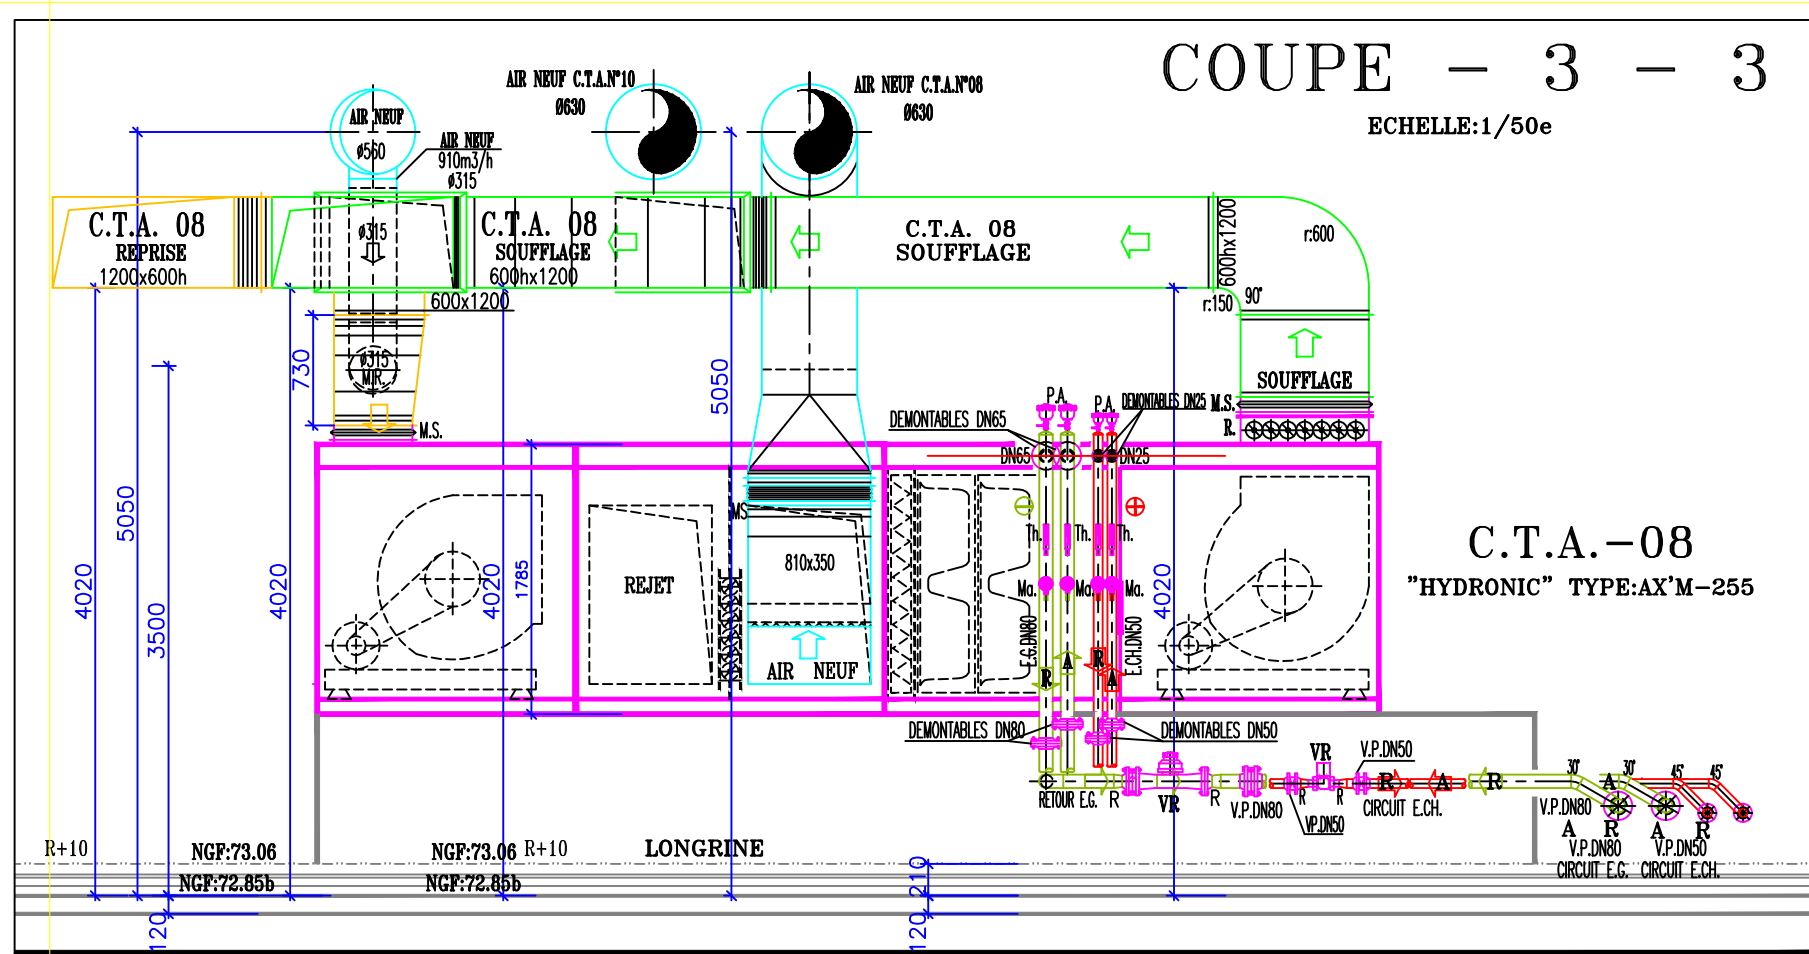 COUPE - 3 - 3
ECHELLE:1/50e
AIR NEUF C.T.A.N°10
Ø630
AIR NEUF C.T.A.N°08
Ø630
AIR NEUF
ø560
AIR NEUF
910m3/h
ø315
C.T.A. 08
REPRISE
1200x600h
ø315
C.T.A. 08
SOUFFLAGE
600hx1200
600x1200
C.T.A. 08
SOUFFLAGE
600hx1200
r:600
r:150
90°
ø315
M.R.
730
M.S.
5050
SOUFFLAGE
M.S.
R.
P.A.
P.A.
DEMONTABLES DN25
DEMONTABLES DN65
DN65
DN25
5050
4020
3500
4020
4020
1785
4020
MS
810x350
REJET
AIR NEUF
Th.
Th.
Th.
Ma.
Ma.
Ma.
E.G.DN80
E.CH.DN50
R
A
R
A
C.T.A.-08
"HYDRONIC" TYPE:AX'M-255
DEMONTABLES DN80
DEMONTABLES DN50
VR
V.P.DN50
RETOUR E.G.
R
VR
R
V.P.DN80
R
R
VP.DN50
R
A
CIRCUIT E.CH.
R
30°
A
30°
45°
45°
V.P.DN80
A
R
A
R
V.P.DN80
V.P.DN50
CIRCUIT E.G.
CIRCUIT E.CH.
R+10
NGF:73.06
NGF:73.06
R+10
LONGRINE
NGF:72.85b
NGF:72.85b
210
120
120